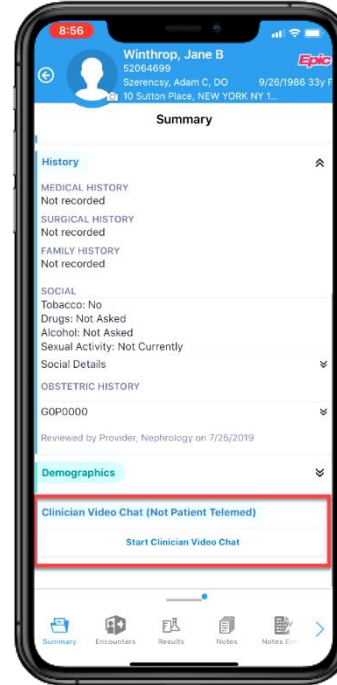 8:56
Winthrop, Jane B
52064699
Szerencsy, Adam C, DO 9/26/1986 33y F
10 Sutton Place, NEW YORK NY 1...
Epic
Summary
History
MEDICAL HISTORY
Not recorded
SURGICAL HISTORY
Not recorded
FAMILY HISTORY
Not recorded
SOCIAL
Tobacco: No
Drugs: Not Asked
Alcohol: Not Asked
Sexual Activity: Not Currently
Social Details
OBSTETRIC HISTORY
G0P0000
Reviewed by Provider, Nephrology on 7/25/2019
Demographics
Clinician Video Chat (Not Patient Telemed)
Start Clinician Video Chat
Summary Encounters Results Notes Notes